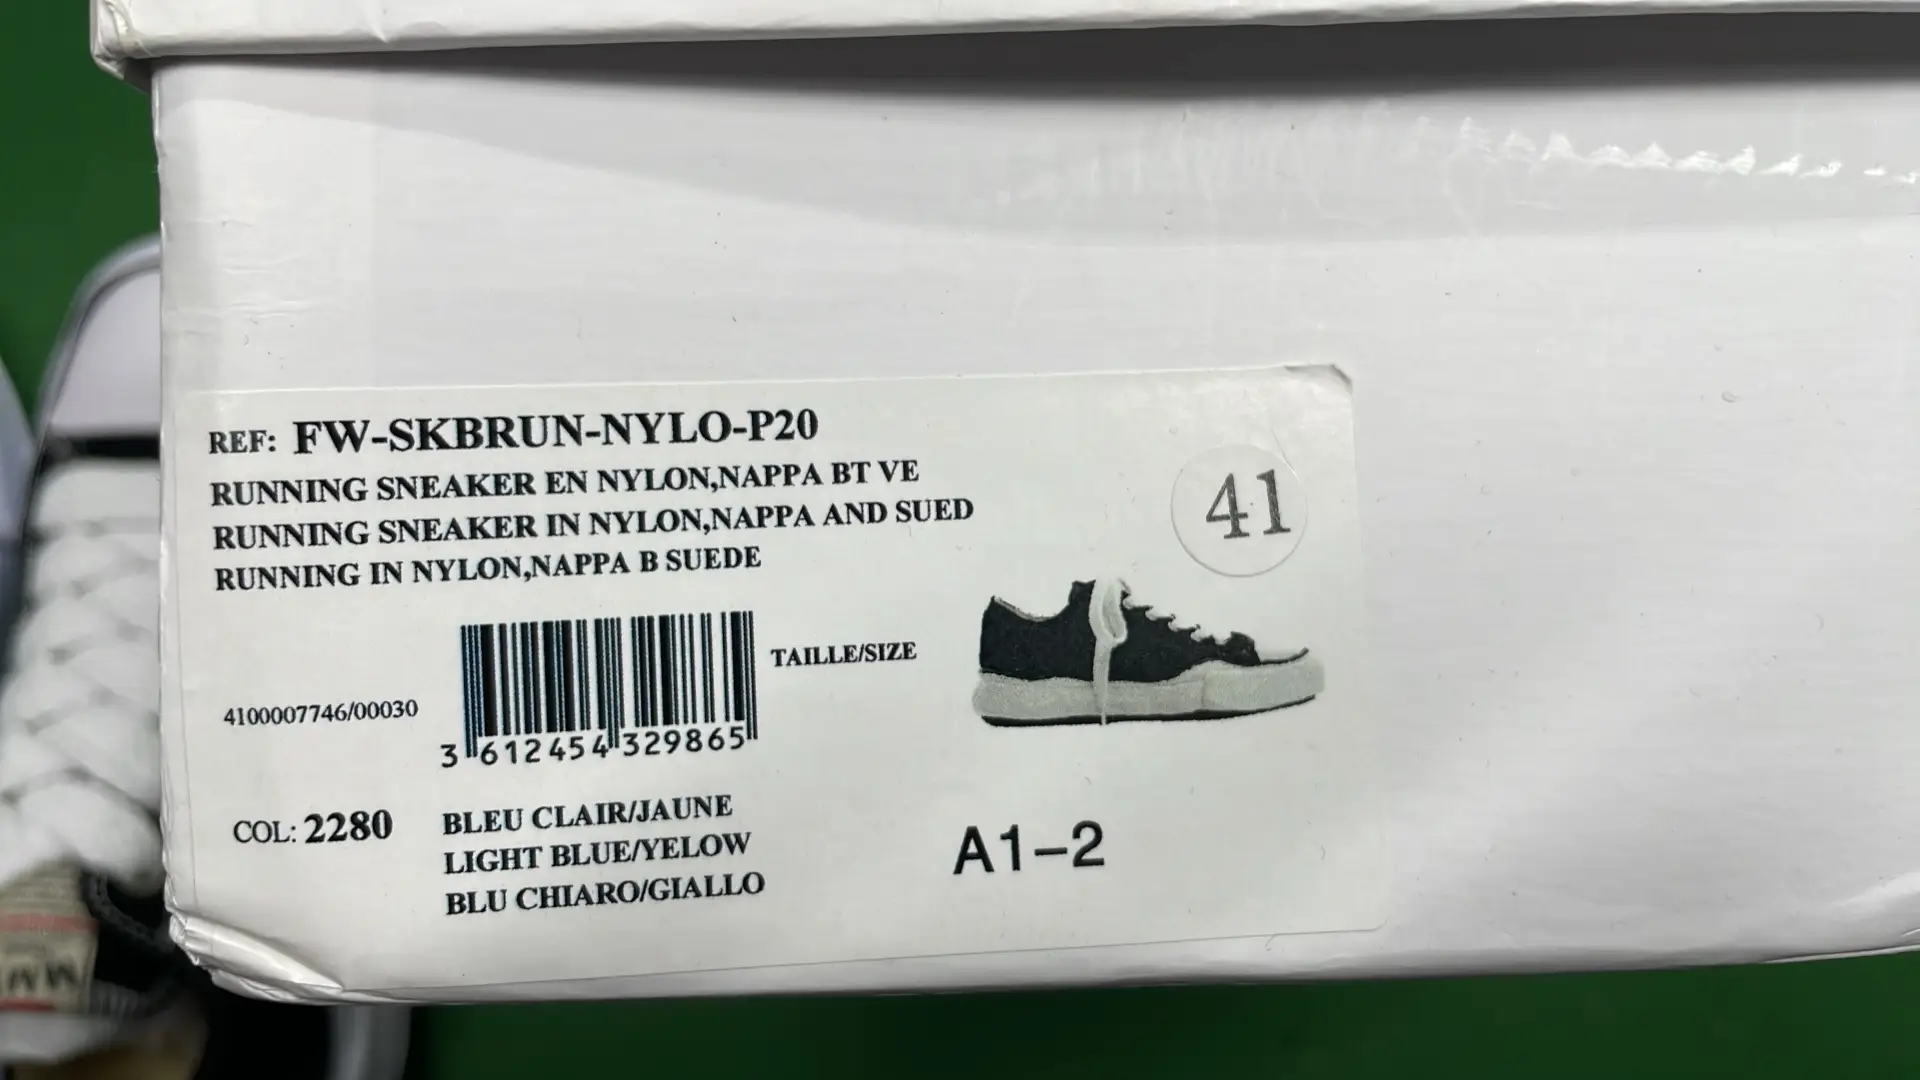 REF: FW-SKBRUN-NYLO-P20
RUNNING SNEAKER EN NYLON,NAPPA BT VE
RUNNING SNEAKER IN NYLON,NAPPA AND SUED
RUNNING IN NYLON,NAPPA B SUEDE
41
TAILLE/SIZE
4100007746/00030
3 612454 329865
COL: 2280
BLEU CLAIR/JAUNE
LIGHT BLUE/YELOW
BLU CHIARO/GIALLO
A1-2